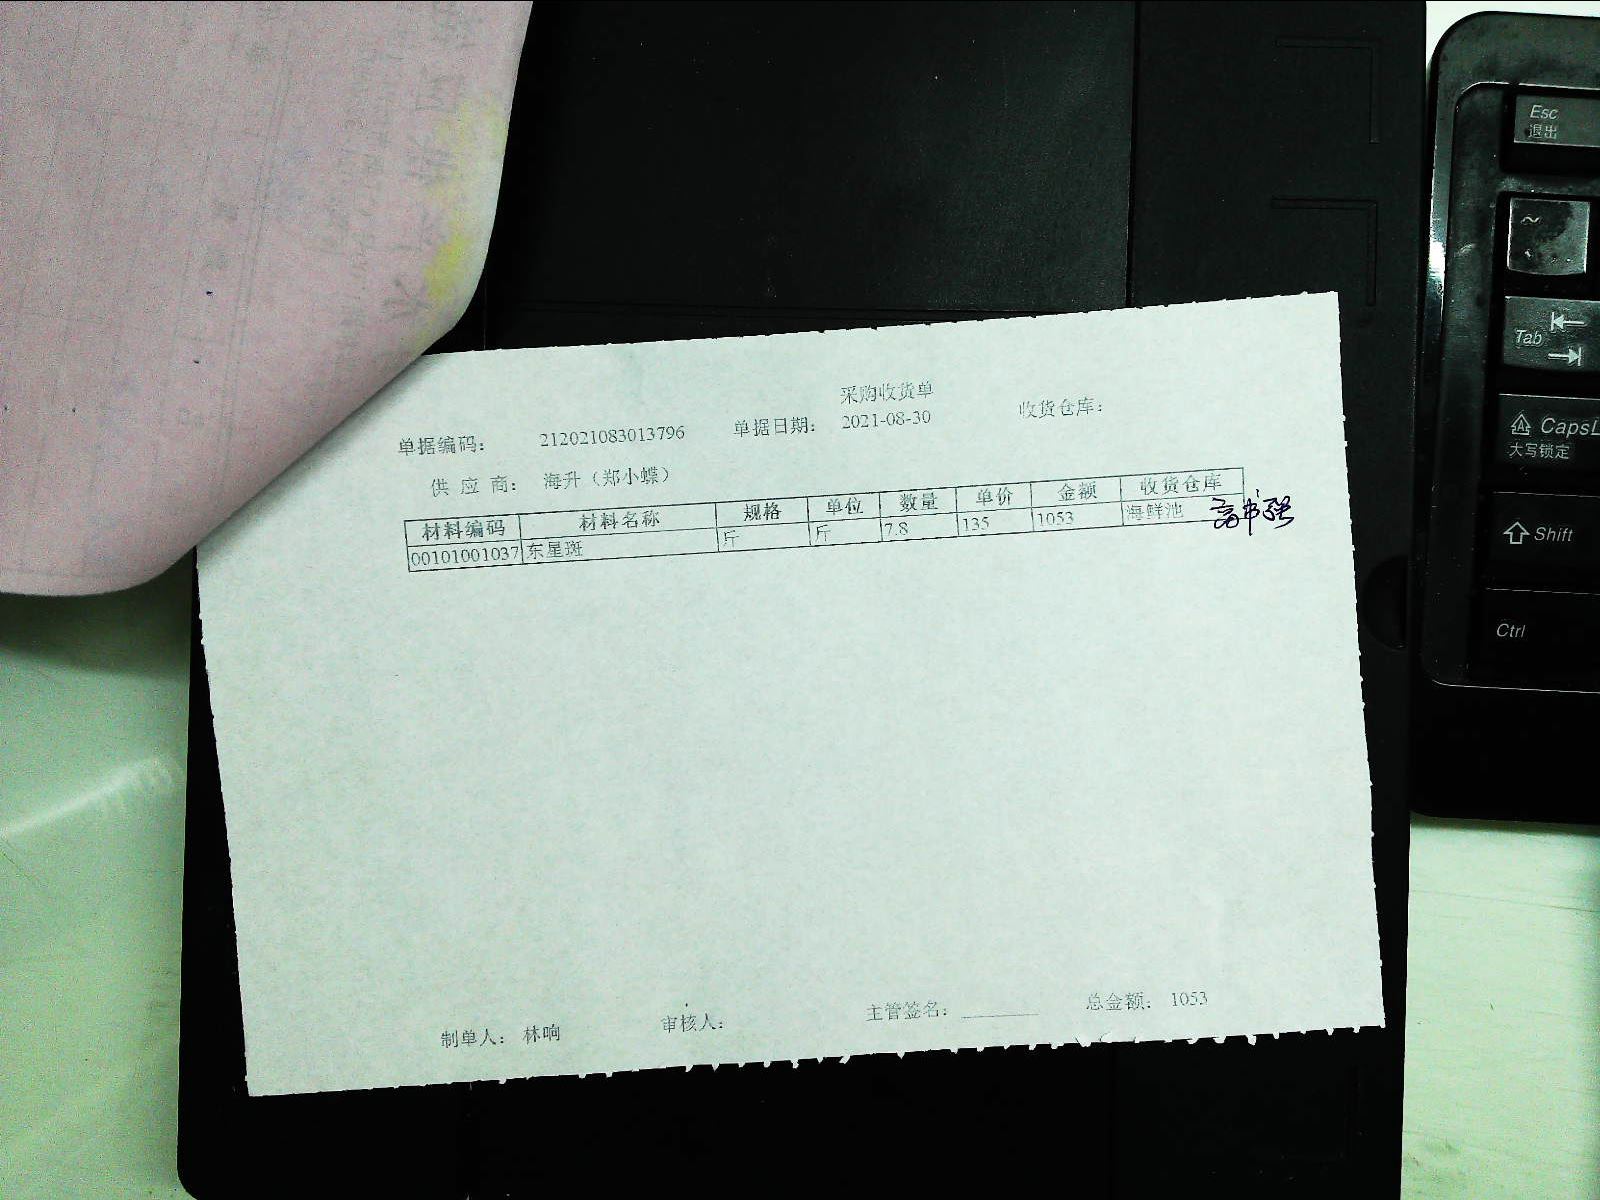 采购收货单
单据编码： 212021083013796 单据日期： 2021-08-30 收货仓库：
供 应 商： 海升（郑小蝶）
材料编码 材料名称 规格 单位 数量 单价 金额 收货仓库
00101001037 东星斑 斤 斤 7.8 135 1053 海鲜池
制单人： 林响 审核人： 主管签名： 总金额： 1053
Esc
退出
~
Tab
CapsL
大写锁定
Shift
Ctrl